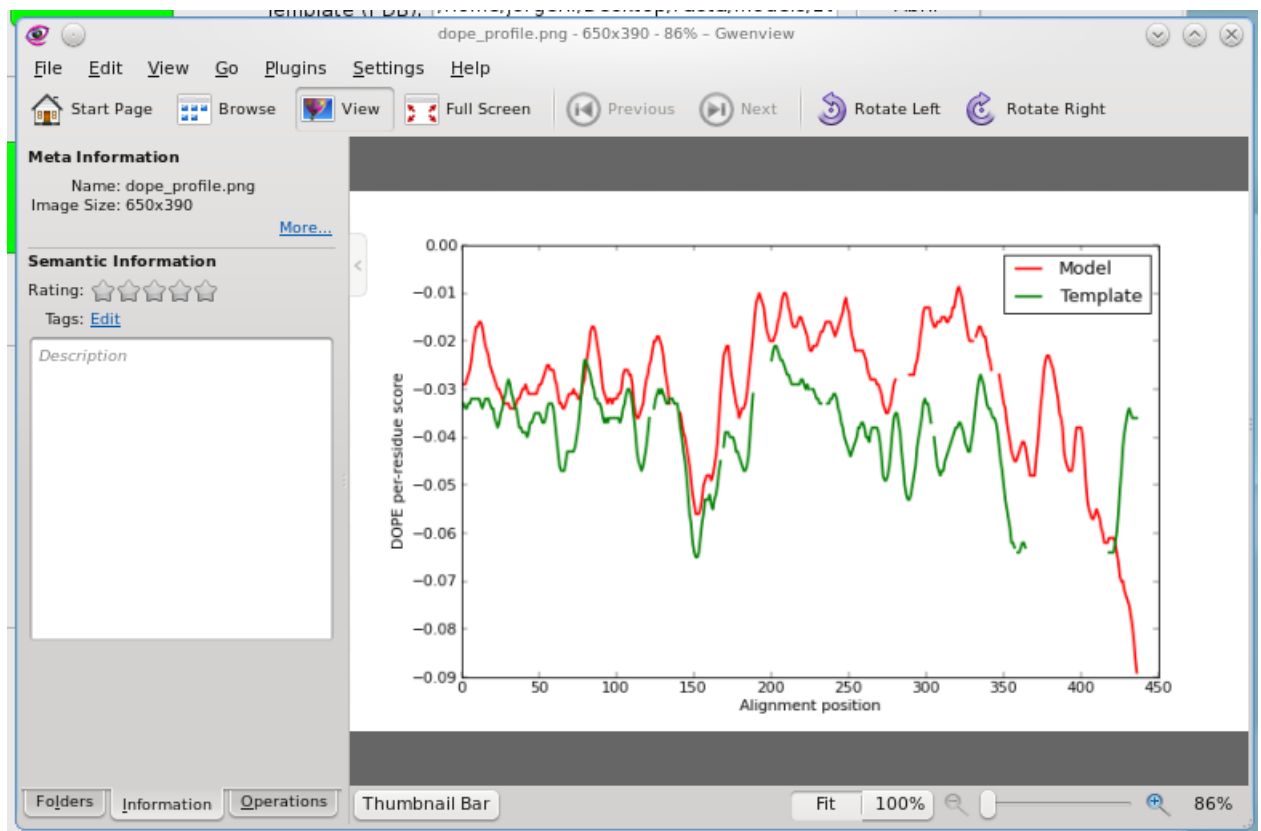 Template (PDB):
dope_profile.png - 650x390 - 86% – Gwenview
File Edit View Go Plugins Settings Help
Start Page Browse View Full Screen Previous Next Rotate Left Rotate Right
Meta Information
Name: dope_profile.png
Image Size: 650x390
More...
Semantic Information
Rating:
Tags: Edit
Description
0.00
−0.01
−0.02
−0.03
−0.04
−0.05
−0.06
−0.07
−0.08
−0.09
DOPE per-residue score
Model
Template
0 50 100 150 200 250 300 350 400 450
Alignment position
Folders Information Operations
Thumbnail Bar
Fit 100% 86%